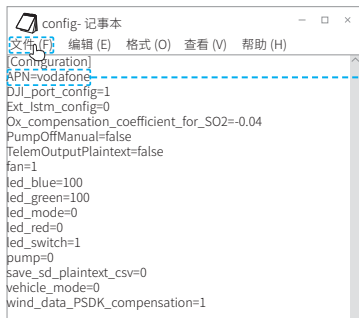 config- 记事本
文件 (F) 编辑 (E) 格式 (O) 查看 (V) 帮助 (H)
[Configuration]
APN=vodafone
DJI_port_config=1
Ext_Istm_config=0
Ox_compensation_coefficient_for_SO2=-0.04
PumpOffManual=false
TelemOutputPlaintext=false
fan=1
led_blue=100
led_green=100
led_mode=0
led_red=0
led_switch=1
pump=0
save_sd_plaintext_csv=0
vehicle_mode=0
wind_data_PSDK_compensation=1